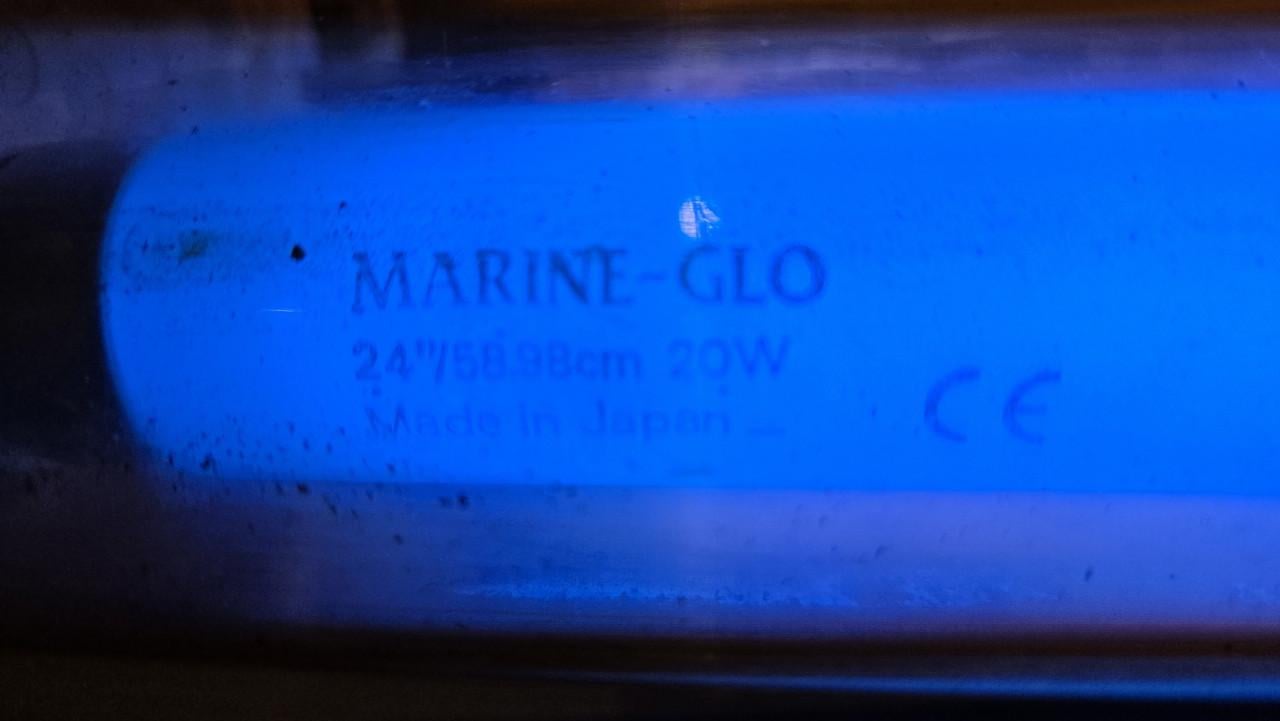 MARINE-GLO
24"/58.98cm 20W
Made in Japan
CE